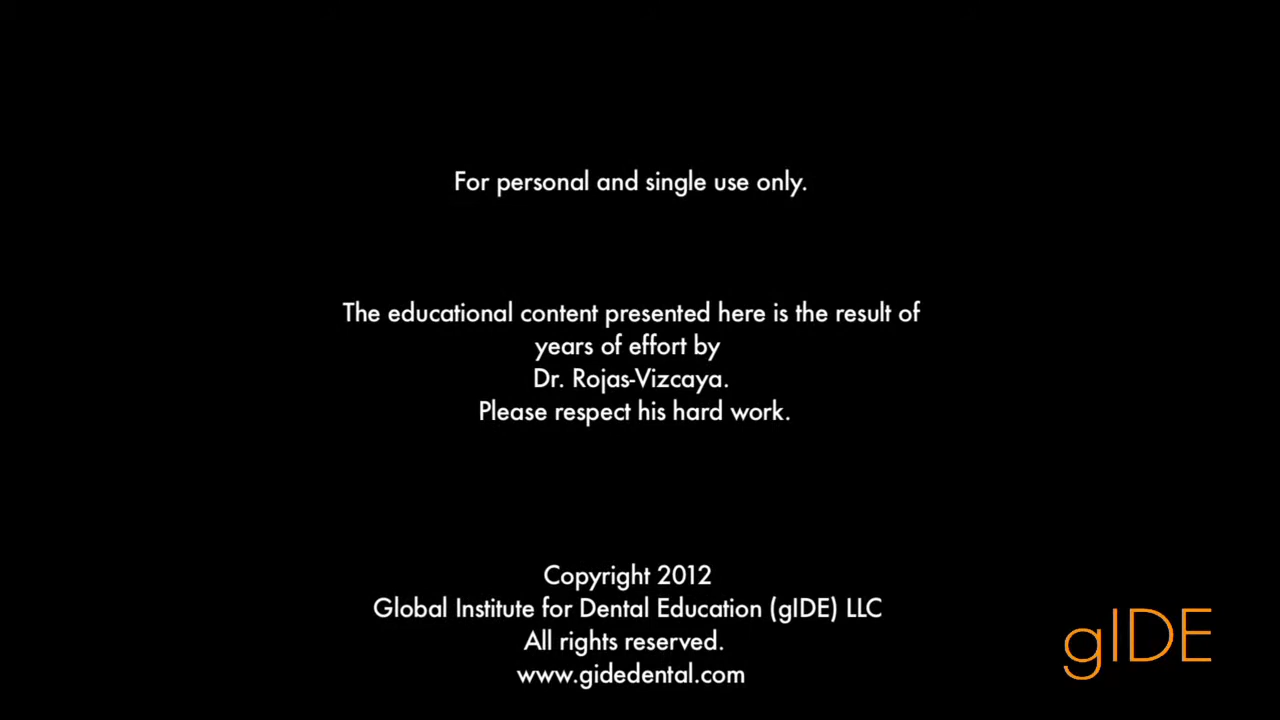 For personal and single use only.
The educational content presented here is the result of
years of effort by
Dr. Rojas-Vizcaya.
Please respect his hard work.
Copyright 2012
Global Institute for Dental Education (gIDE) LLC
All rights reserved.
www.gidedental.com
gIDE